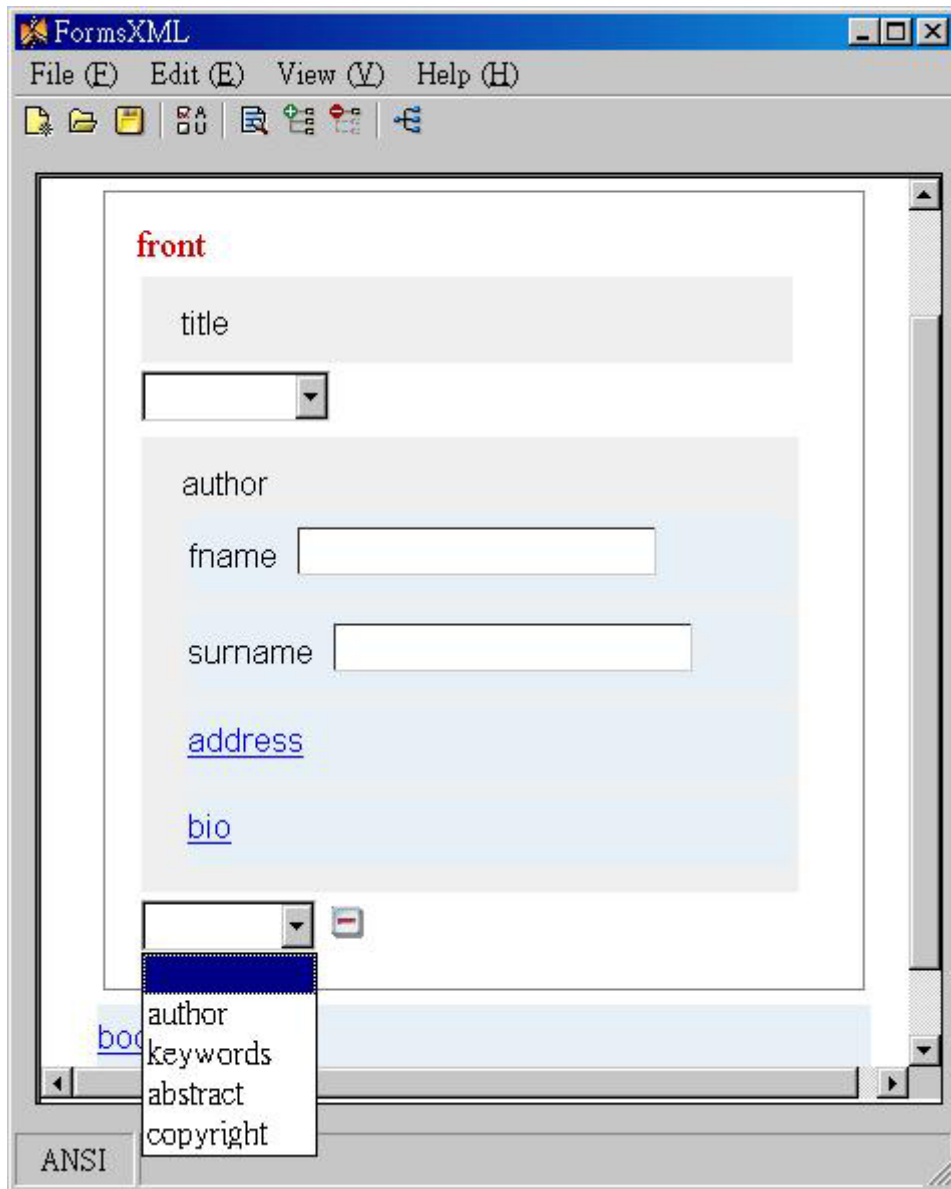 FormsXML
File (F) Edit (E) View (V) Help (H)
front
title
author
fname
surname
address
bio
author
keywords
abstract
copyright
ANSI